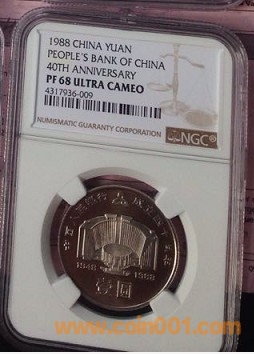 1988 CHINA YUAN
PEOPLE'S BANK OF CHINA
40TH ANNIVERSARY
PF 68 ULTRA CAMEO
4317936-009
NUMISMATIC GUARANTY CORPORATION
NGC
1948
1988
www.coin001.com